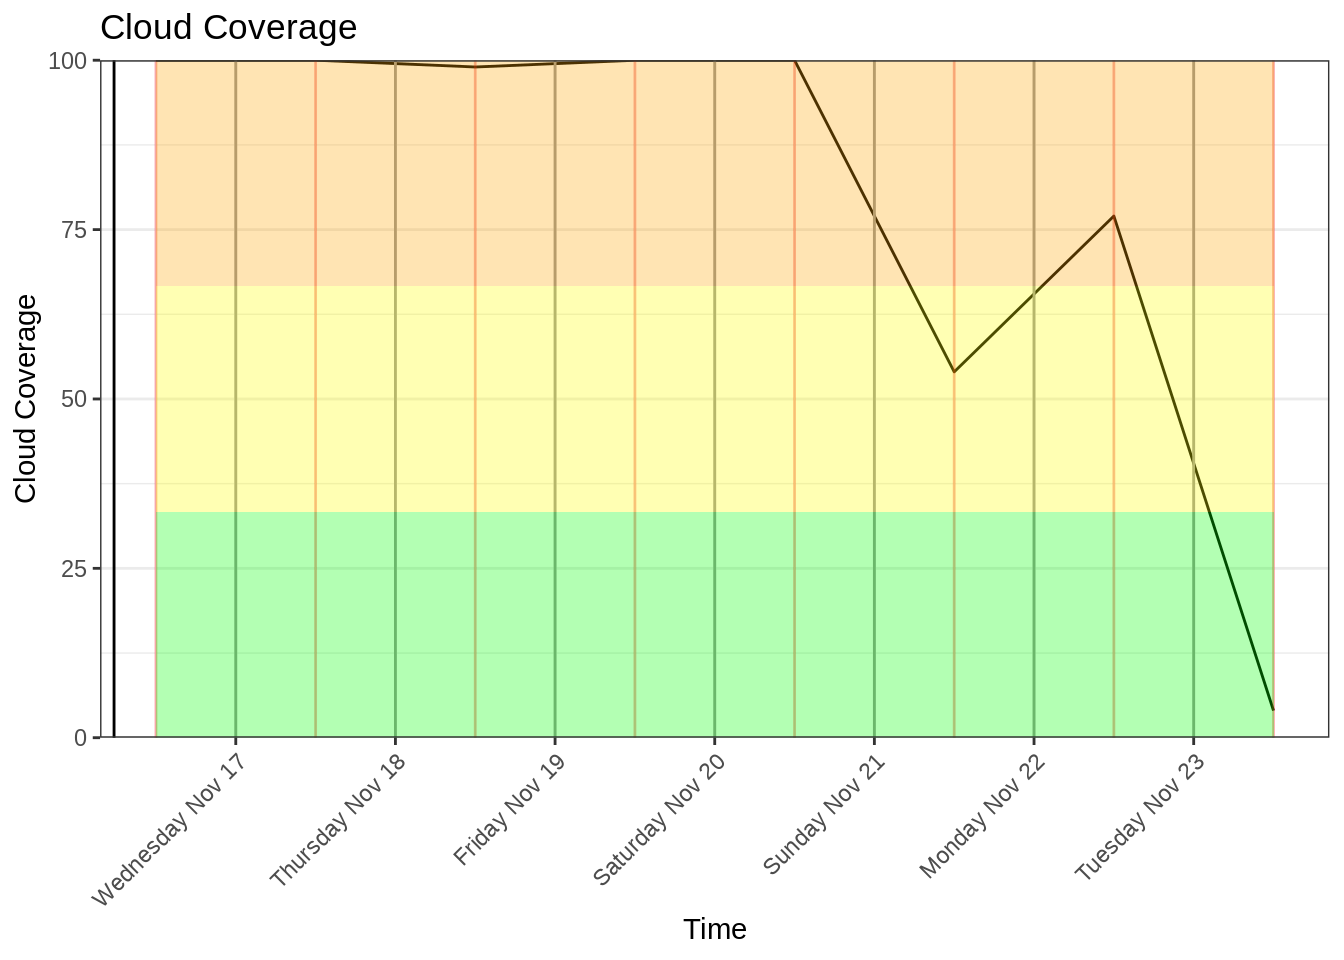 Cloud Coverage
100
75
50
25
0
Cloud Coverage
Wednesday Nov 17
Thursday Nov 18
Friday Nov 19
Saturday Nov 20
Sunday Nov 21
Monday Nov 22
Tuesday Nov 23
Time